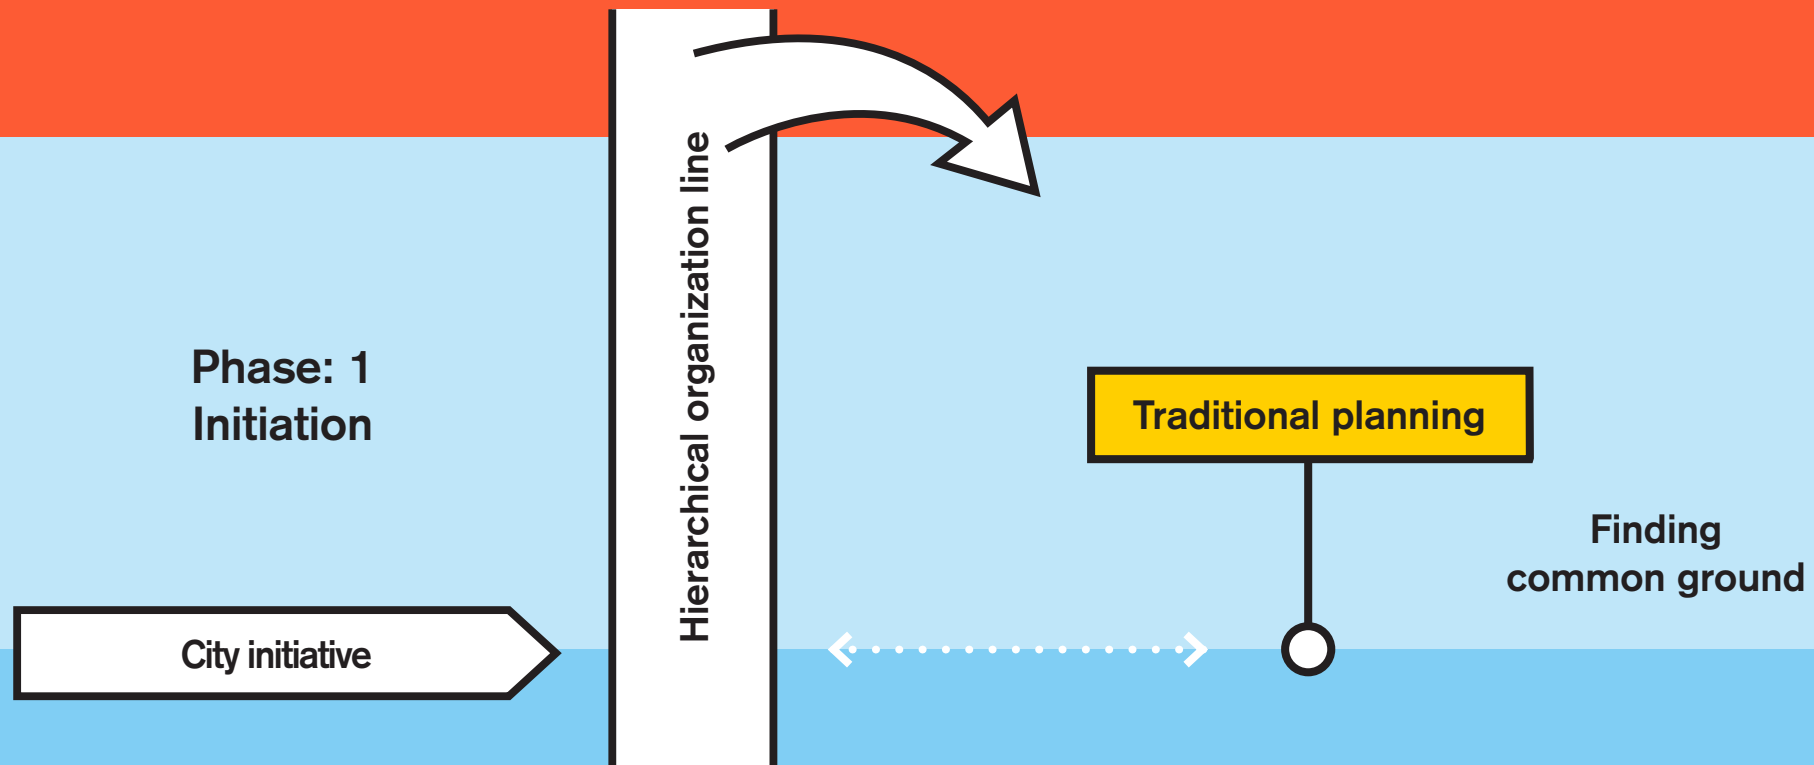 Phase: 1
Initiation
City initiative
Hierarchical organization line
Traditional planning
Finding
common ground